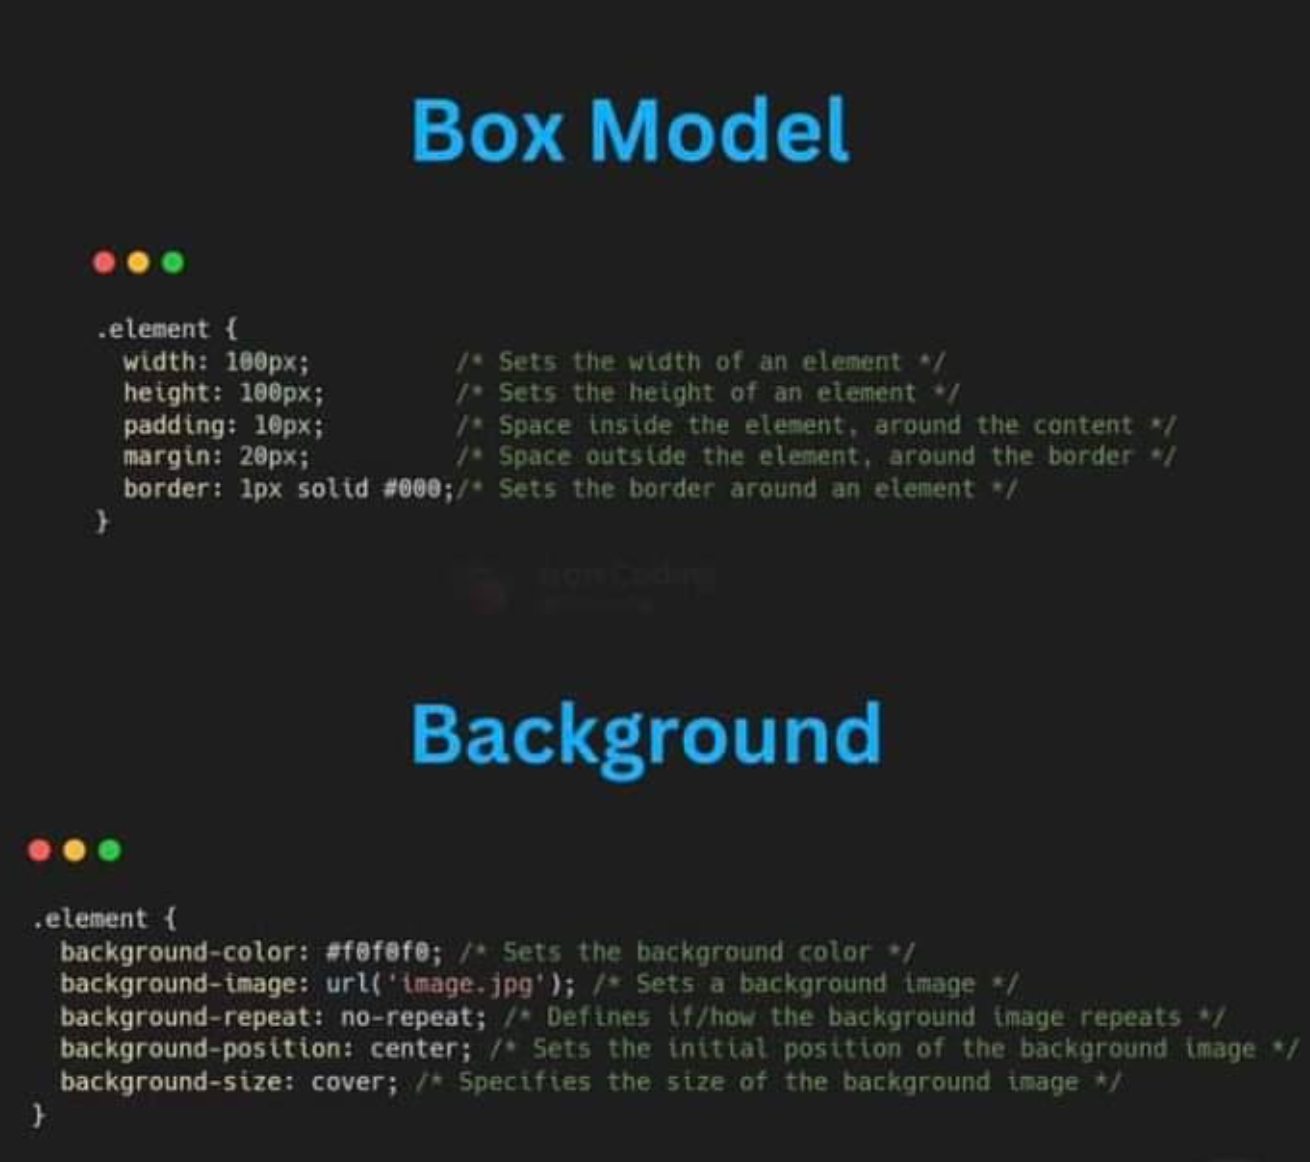 Box Model
.element {
width: 100px; /* Sets the width of an element */
height: 100px; /* Sets the height of an element */
padding: 10px; /* Space inside the element, around the content */
margin: 20px; /* Space outside the element, around the border */
border: 1px solid #000;/* Sets the border around an element */
}
Coding
Background
.element {
background-color: #f0f0f0; /* Sets the background color */
background-image: url('image.jpg'); /* Sets a background image */
background-repeat: no-repeat; /* Defines if/how the background image repeats */
background-position: center; /* Sets the initial position of the background image */
background-size: cover; /* Specifies the size of the background image */
}